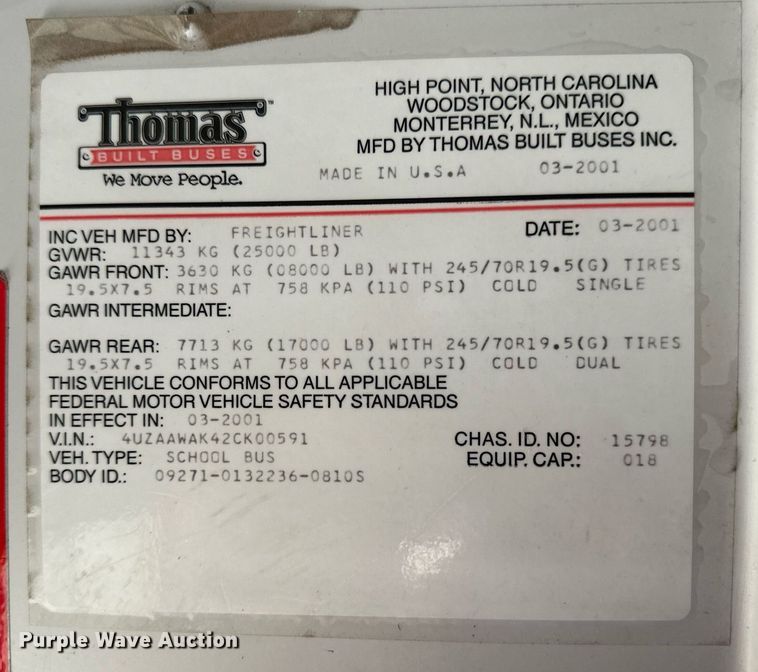 Thomas™
BUILT BUSES
We Move People.
HIGH POINT, NORTH CAROLINA
WOODSTOCK, ONTARIO
MONTERREY, N.L., MEXICO
MFD BY THOMAS BUILT BUSES INC.
MADE IN U.S.A 03-2001
INC VEH MFD BY: FREIGHTLINER DATE: 03-2001
GVWR: 11343 KG (25000 LB)
GAWR FRONT: 3630 KG (08000 LB) WITH 245/70R19.5(G) TIRES
19.5X7.5 RIMS AT 758 KPA (110 PSI) COLD SINGLE
GAWR INTERMEDIATE:
GAWR REAR: 7713 KG (17000 LB) WITH 245/70R19.5(G) TIRES
19.5X7.5 RIMS AT 758 KPA (110 PSI) COLD DUAL
THIS VEHICLE CONFORMS TO ALL APPLICABLE
FEDERAL MOTOR VEHICLE SAFETY STANDARDS
IN EFFECT IN: 03-2001
V.I.N.: 4UZAAWAK42CK00591 CHAS. ID. NO: 15798
VEH. TYPE: SCHOOL BUS EQUIP. CAP.: 018
BODY ID.: 09271-0132236-0810S
Purple Wave Auction